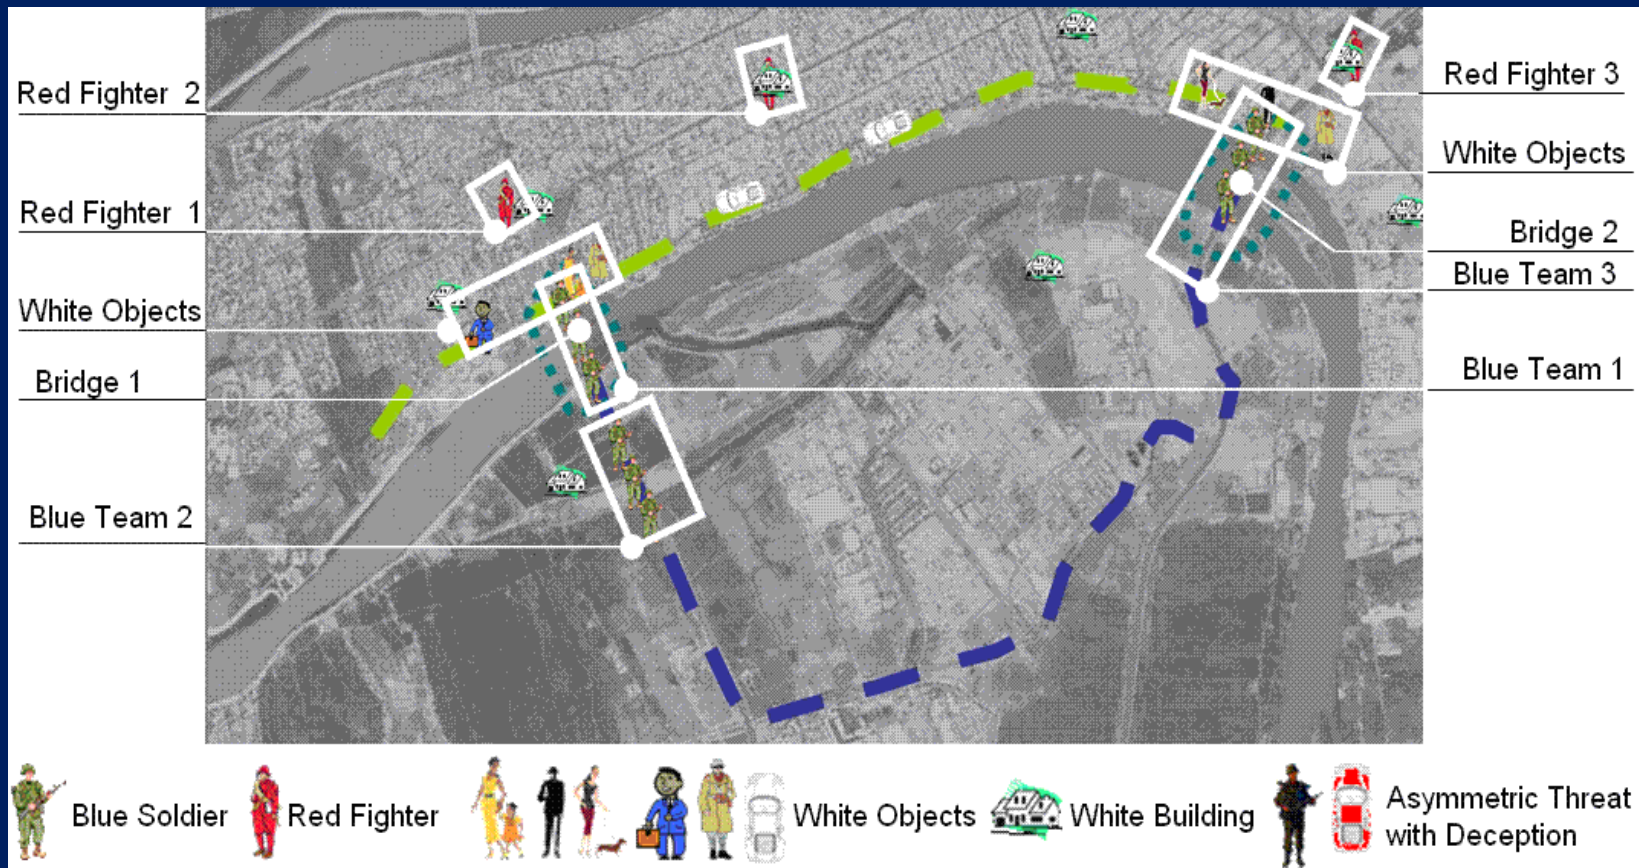 Red Fighter 2
Red Fighter 1
White Objects
Bridge 1
Blue Team 2
Red Fighter 3
White Objects
Bridge 2
Blue Team 3
Blue Team 1
Blue Soldier
Red Fighter
White Objects
White Building
Asymmetric Threat
with Deception